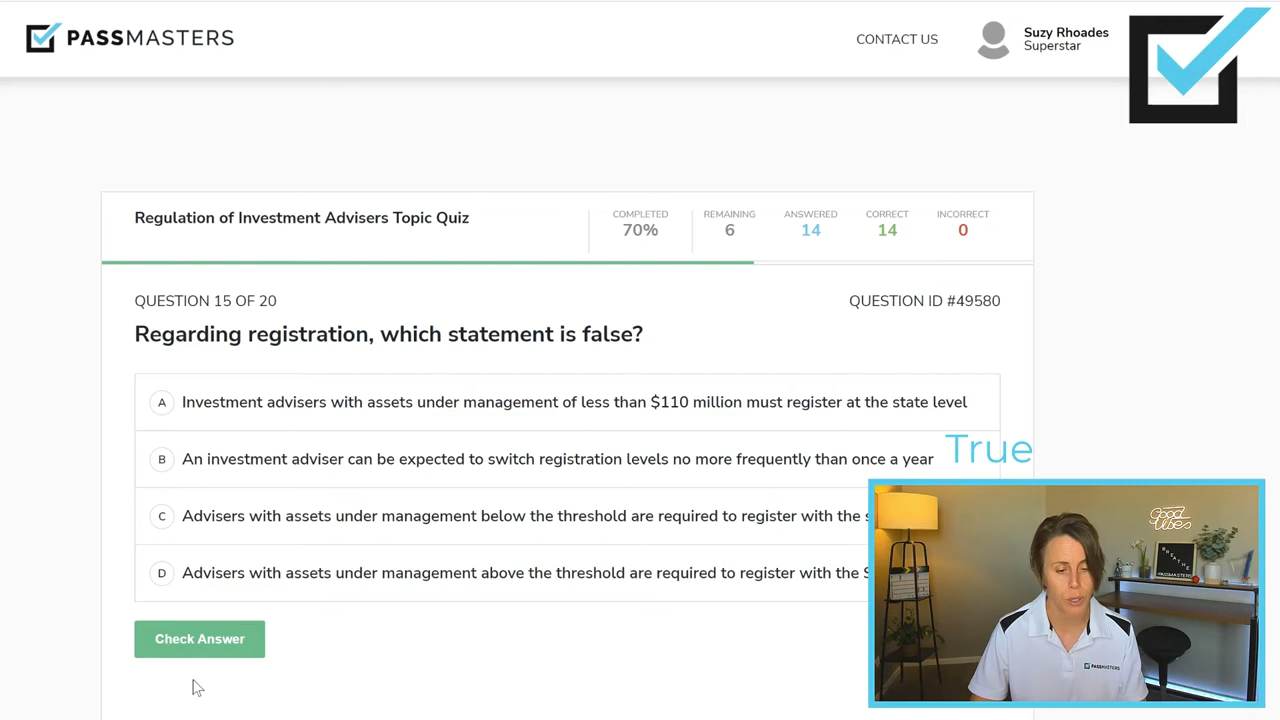 PASSMASTERS
CONTACT US
Suzy Rhoades
Superstar
Regulation of Investment Advisers Topic Quiz
COMPLETED
70%
REMAINING
6
ANSWERED
14
CORRECT
14
INCORRECT
0
QUESTION 15 OF 20
QUESTION ID #49580
Regarding registration, which statement is false?
A Investment advisers with assets under management of less than $110 million must register at the state level
B An investment adviser can be expected to switch registration levels no more frequently than once a year
True
C Advisers with assets under management below the threshold are required to register with the
D Advisers with assets under management above the threshold are required to register with the
Check Answer
GOOD
VIBES
BREATHE
PASSMASTERS
PASSMASTERS